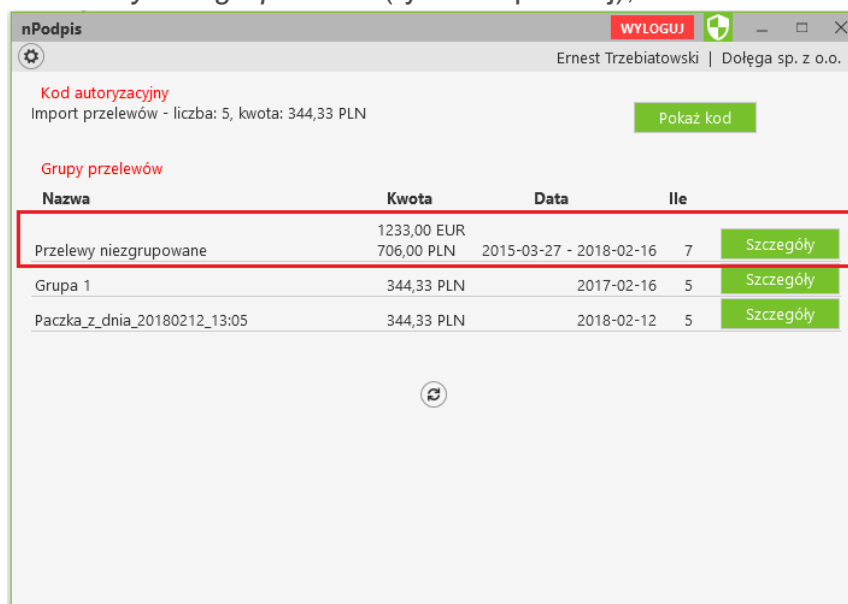 nPodpis WYLOGUJ
Ernest Trzebiatowski | Dołęga sp. z o.o.
Kod autoryzacyjny
Import przelewów - liczba: 5, kwota: 344,33 PLN
Pokaż kod
Grupy przelewów
Nazwa Kwota Data Ile
1233,00 EUR
Przelewy niezgrupowane 706,00 PLN 2015-03-27 - 2018-02-16 7 Szczegóły
Grupa 1 344,33 PLN 2017-02-16 5 Szczegóły
Paczka_z_dnia_20180212_13:05 344,33 PLN 2018-02-12 5 Szczegóły